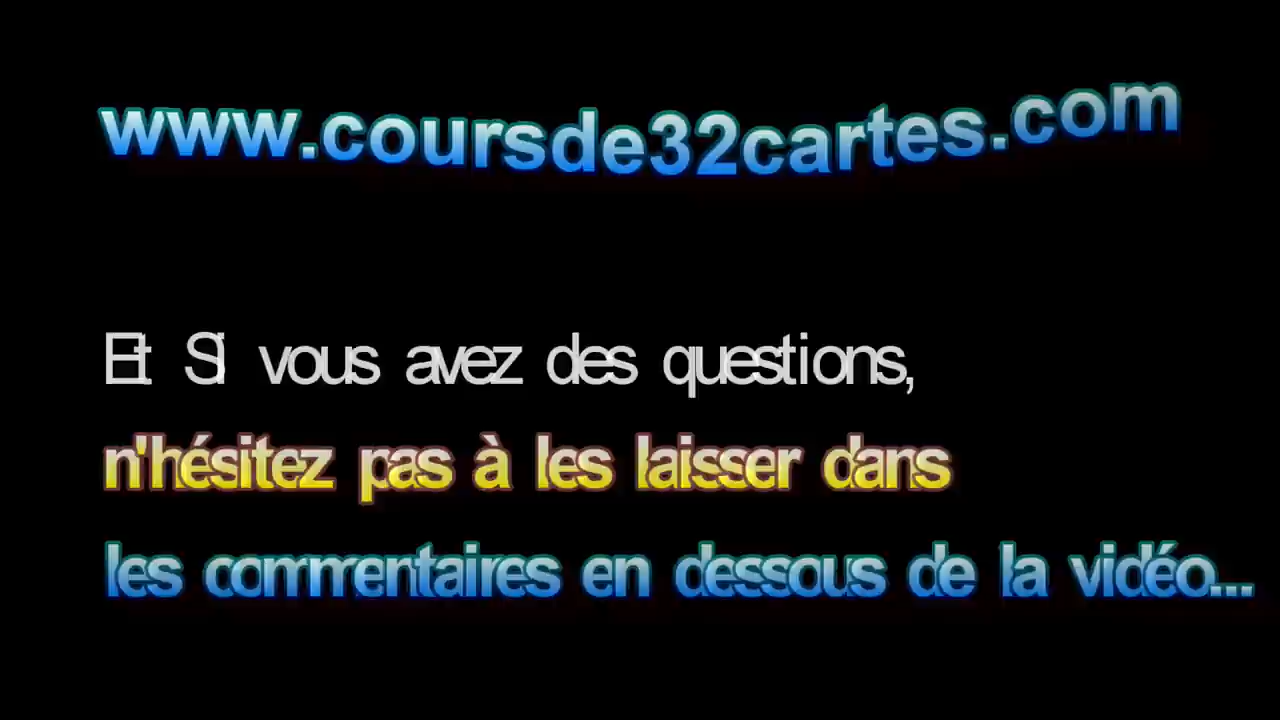 www.coursde32cartes.com
Et Si vous avez des questions,
n'hésitez pas à les laisser dans
les commentaires en dessous de la vidéo...